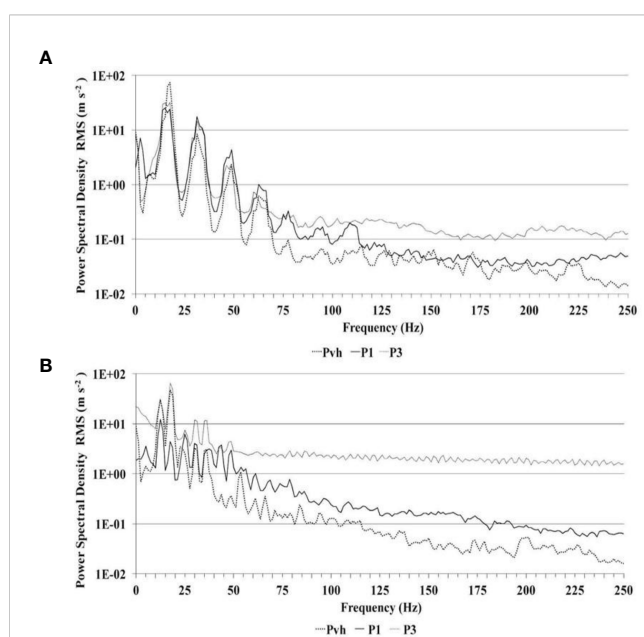 A
Power Spectral Density RMS (m s⁻²)
1E+02
1E+01
1E+00
1E-01
1E-02
0 25 50 75 100 125 150 175 200 225 250
Frequency (Hz)
Pvh P1 P3
B
Power Spectral Density RMS (m s⁻²)
1E+02
1E+01
1E+00
1E-01
1E-02
0 25 50 75 100 125 150 175 200 225 250
Frequency (Hz)
Pvh P1 P3